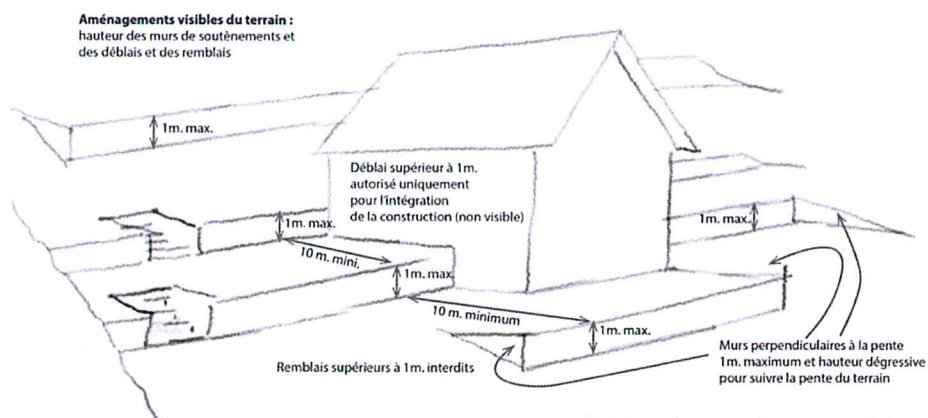 Aménagements visibles du terrain :
hauteur des murs de soutènements et
des déblais et des remblais
1m. max.
Déblai supérieur à 1m.
autorisé uniquement
pour l'intégration
de la construction (non visible)
1m. max.
1m. max.
10 m. mini.
1m. max.
10 m. minimum
1m. max.
Remblais supérieurs à 1m. interdits
Murs perpendiculaires à la pente
1m. maximum et hauteur dégressive
pour suivre la pente du terrain